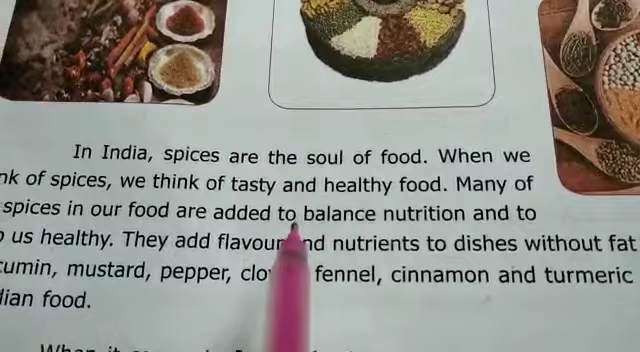 In India, spices are the soul of food. When we
nk of spices, we think of tasty and healthy food. Many of
spices in our food are added to balance nutrition and to
us healthy. They add flavour nd nutrients to dishes without fat
cumin, mustard, pepper, clo fennel, cinnamon and turmeric
dian food.